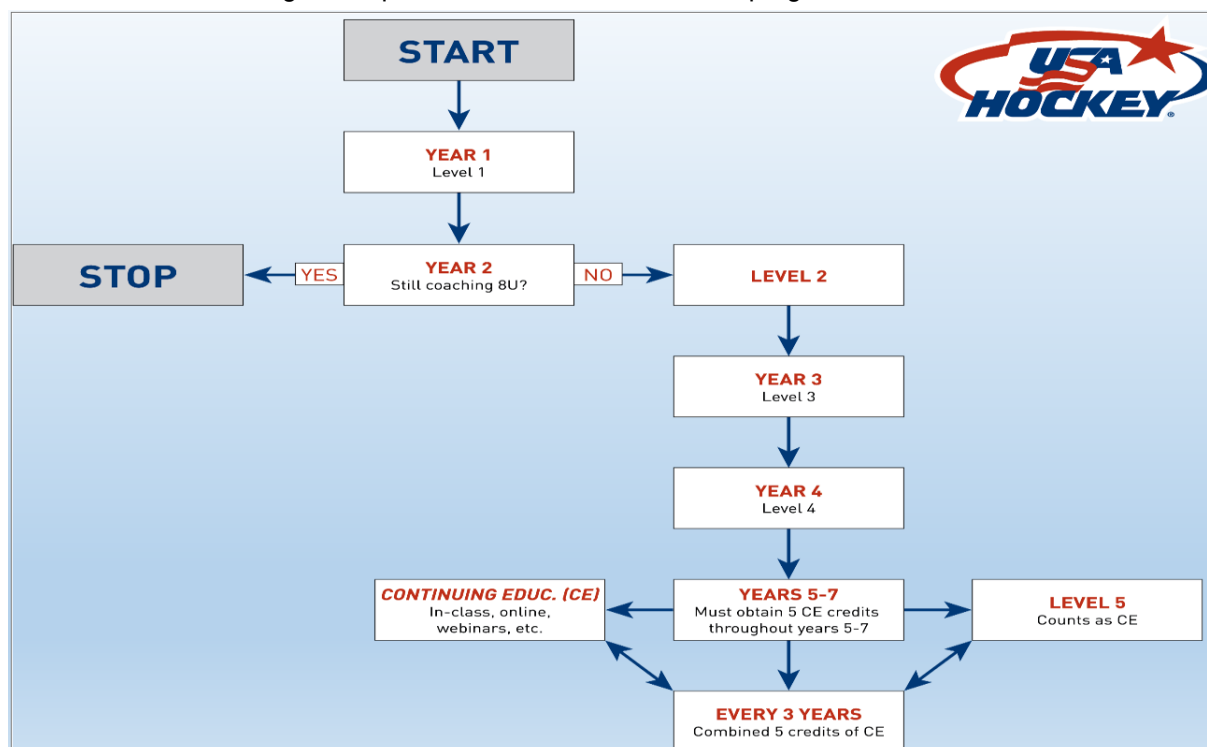 START
USA
HOCKEY®
YEAR 1
Level 1
STOP
YES
YEAR 2
Still coaching 8U?
NO
LEVEL 2
YEAR 3
Level 3
YEAR 4
Level 4
CONTINUING EDUC. (CE)
In-class, online,
webinars, etc.
YEARS 5-7
Must obtain 5 CE credits
throughout years 5-7
LEVEL 5
Counts as CE
EVERY 3 YEARS
Combined 5 credits of CE